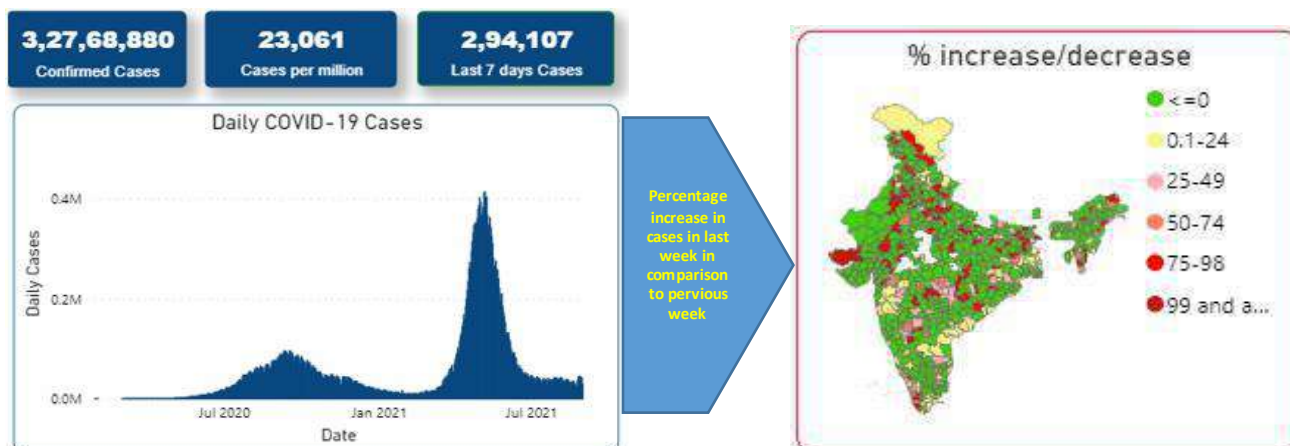 3,27,68,880
Confirmed Cases
23,061
Cases per million
2,94,107
Last 7 days Cases
Daily COVID-19 Cases
Daily Cases
0.4M
0.2M
0.0M
Jul 2020
Jan 2021
Jul 2021
Date
Percentage
increase in
cases in last
week in
comparison
to pervious
week
% increase/decrease
<=0
0.1-24
25-49
50-74
75-98
99 and a...